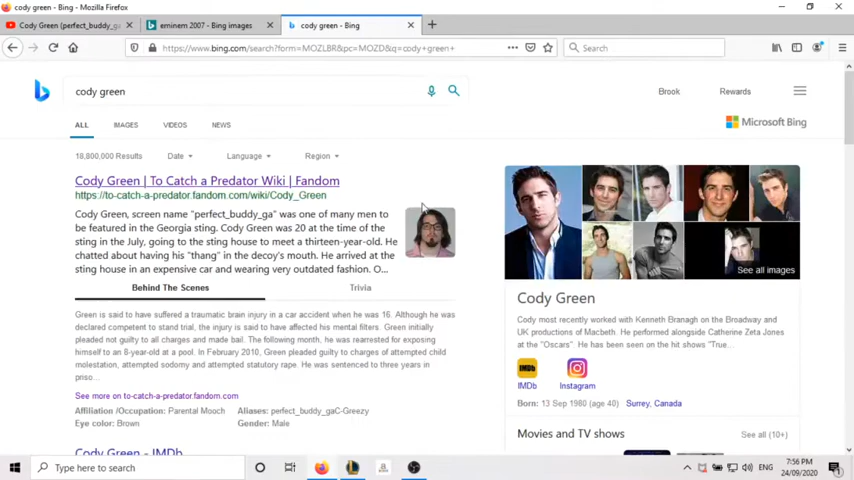 cody green - Bing - Mozilla Firefox
Cody Green (perfect_buddy_ga
eminem 2007 - Bing images
cody green - Bing
https://www.bing.com/search?form=MOZLBR&pc=MOZD&q=cody+green+
Search
cody green
Brook
Rewards
ALL
IMAGES
VIDEOS
NEWS
Microsoft Bing
18,800,000 Results
Date
Language
Region
Cody Green | To Catch a Predator Wiki | Fandom
https://to-catch-a-predator.fandom.com/wiki/Cody_Green
Cody Green, screen name "perfect_buddy_ga" was one of many men to
be featured in the Georgia sting. Cody Green was 20 at the time of the
sting in the July, going to the sting house to meet a thirteen-year-old. He
chatted about having his "thang" in the decoy's mouth. He arrived at the
sting house in an expensive car and wearing very outdated fashion. O...
Behind The Scenes
Trivia
Green is said to have suffered a traumatic brain injury in a car accident when he was 16. Although he was
declared competent to stand trial, the injury is said to have affected his mental filters. Green initially
pleaded not guilty to all charges and made bail. The following month, he was rearrested for exposing
himself to an 8-year-old at a pool. In February 2010, Green pleaded guilty to charges of attempted child
molestation, attempted sodomy and attempted statutory rape. He was sentenced to three years in
priso...
See more on to-catch-a-predator.fandom.com
Affiliation/Occupation: Parental Mooch
Aliases: perfect_buddy_gaC-Greezy
Eye color: Brown
Gender: Male
Cody Green - IMDb
See all images
Cody Green
Cody most recently worked with Kenneth Branagh on the Broadway and
UK productions of Macbeth. He performed alongside Catherine Zeta Jones
at the "Oscars". He has been seen on the hit shows "True...
IMDb
IMDb
Instagram
Born: 13 Sep 1980 (age 40)
Surrey, Canada
Movies and TV shows
See all (10+)
Type here to search
ENG
7:56 PM
24/09/2020